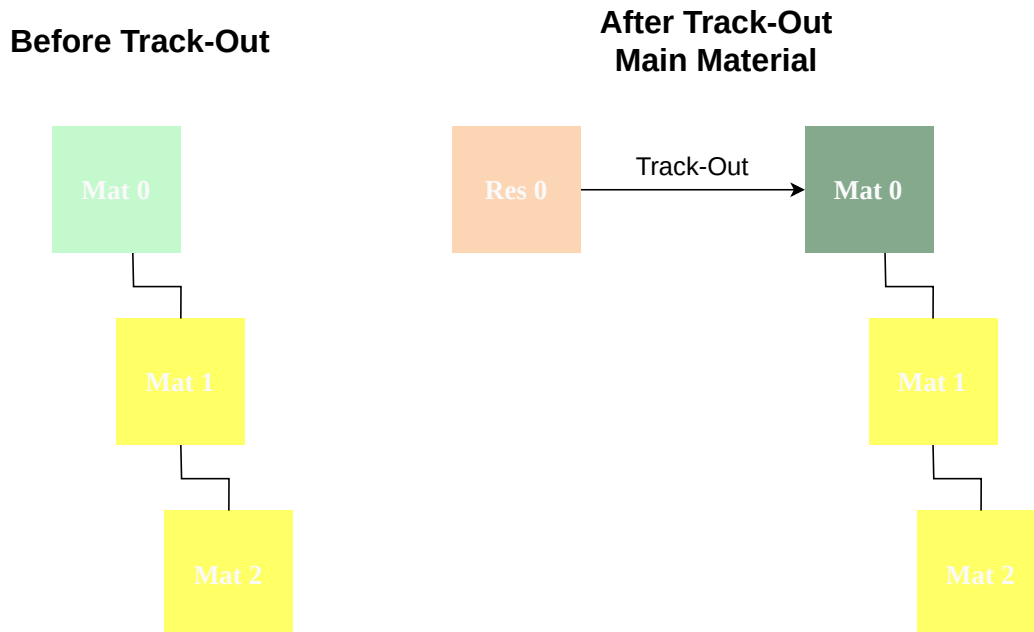 Before Track-Out
After Track-Out
Main Material
Mat 0
Res 0
Track-Out
Mat 0
Mat 1
Mat 1
Mat 2
Mat 2